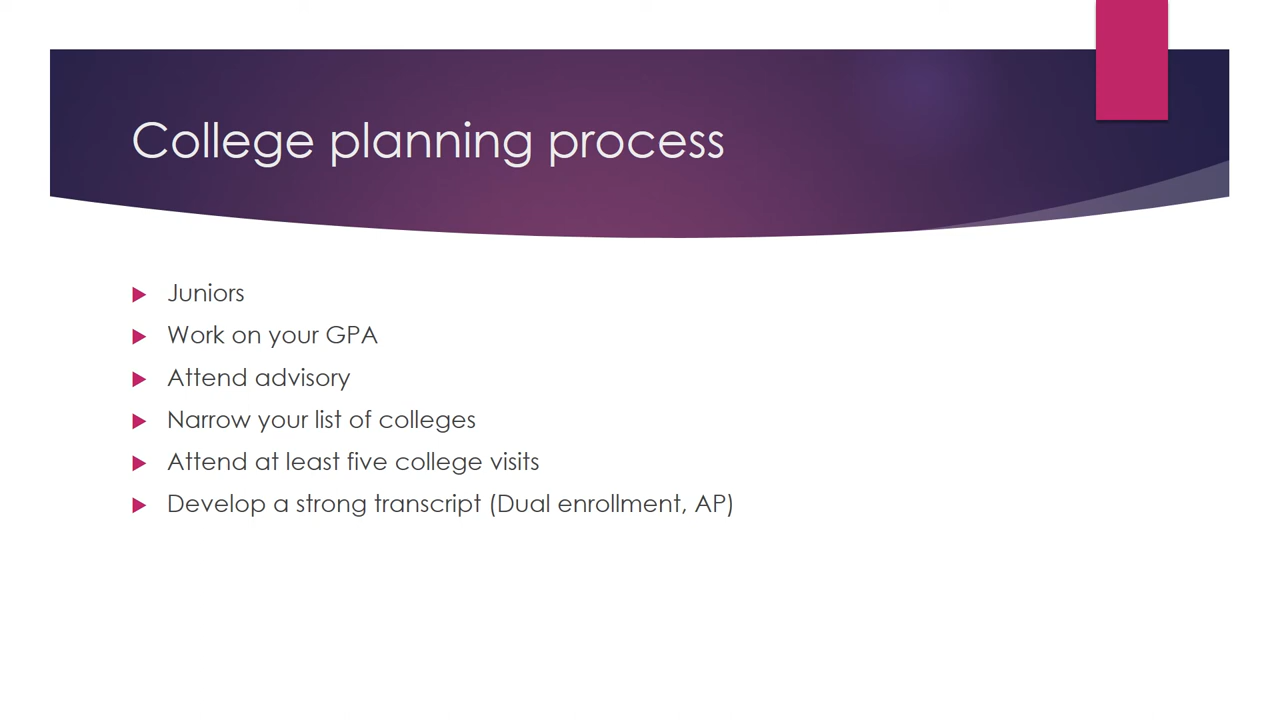 College planning process
Juniors
Work on your GPA
Attend advisory
Narrow your list of colleges
Attend at least five college visits
Develop a strong transcript (Dual enrollment, AP)